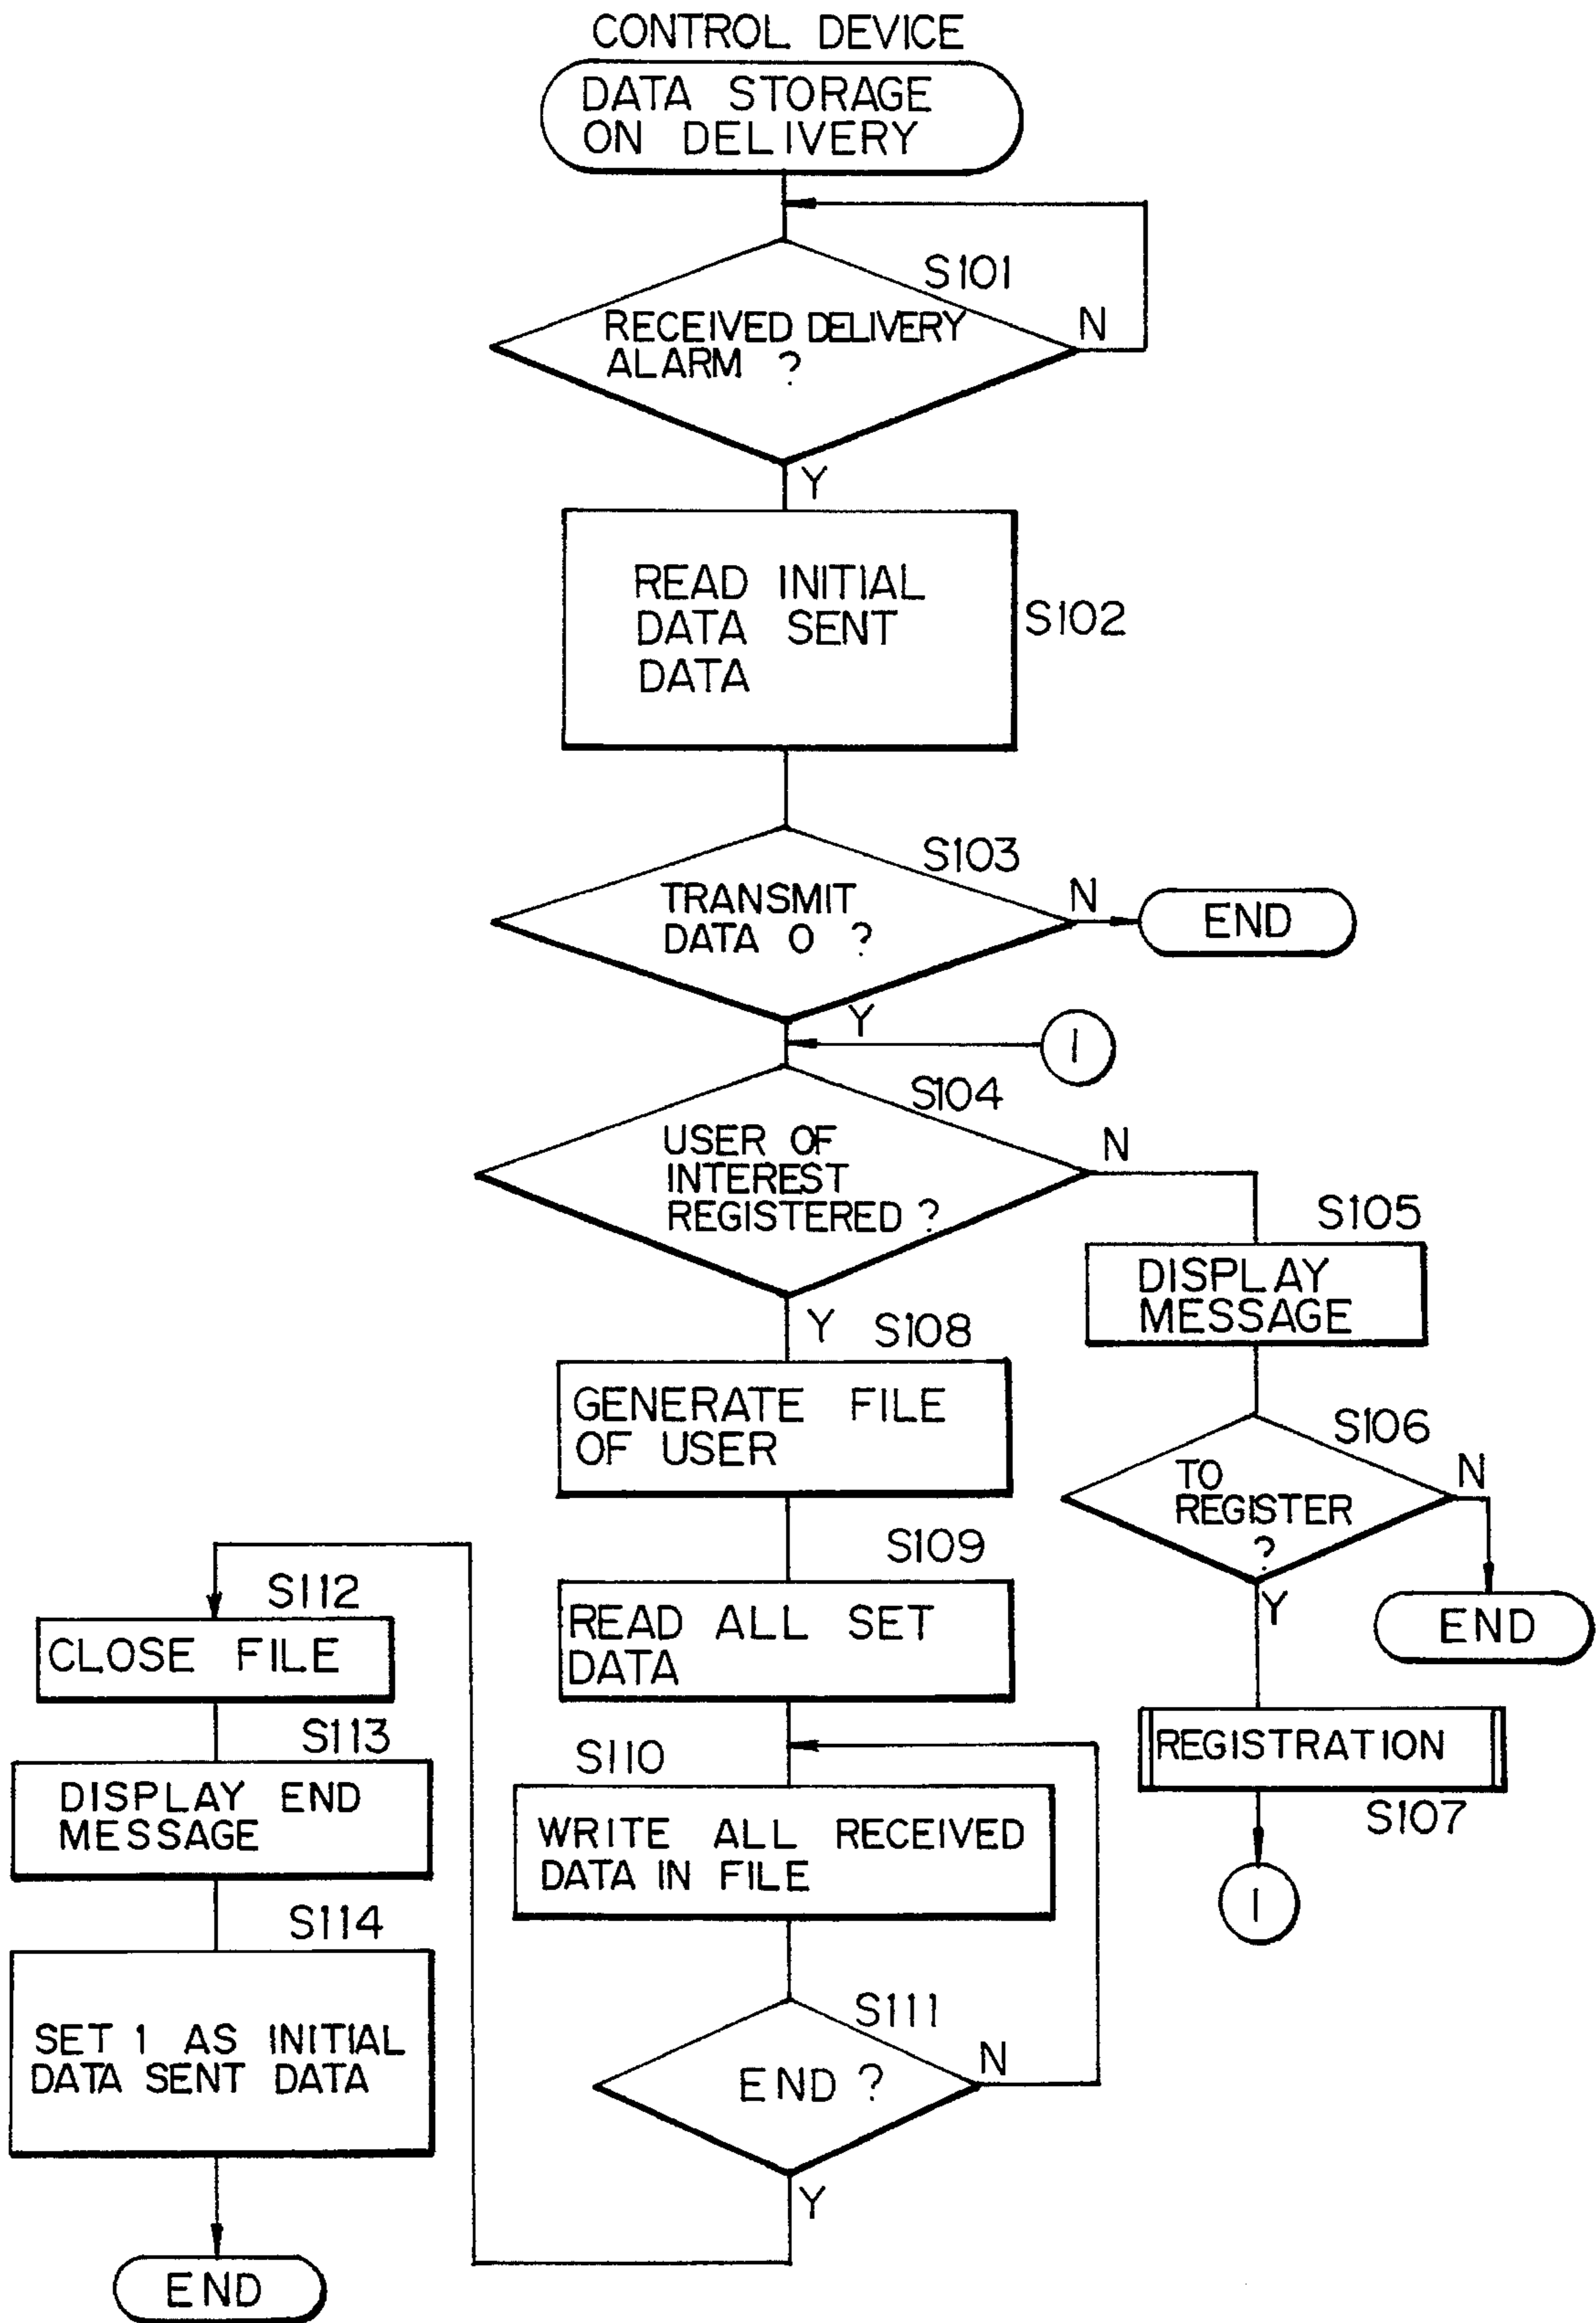 CONTROL DEVICE
DATA STORAGE
ON DELIVERY
S101
RECEIVED DELIVERY
ALARM ?
N
Y
READ INITIAL
DATA SENT
DATA
S102
S103
TRANSMIT
DATA 0 ?
N
END
Y
1
S104
USER OF
INTEREST
REGISTERED ?
N
S105
DISPLAY
MESSAGE
Y
S108
GENERATE FILE
OF USER
S106
TO
REGISTER
?
N
END
Y
REGISTRATION
S107
1
S109
READ ALL SET
DATA
S110
WRITE ALL RECEIVED
DATA IN FILE
S111
END ?
N
Y
S112
CLOSE FILE
S113
DISPLAY END
MESSAGE
S114
SET 1 AS INITIAL
DATA SENT DATA
END